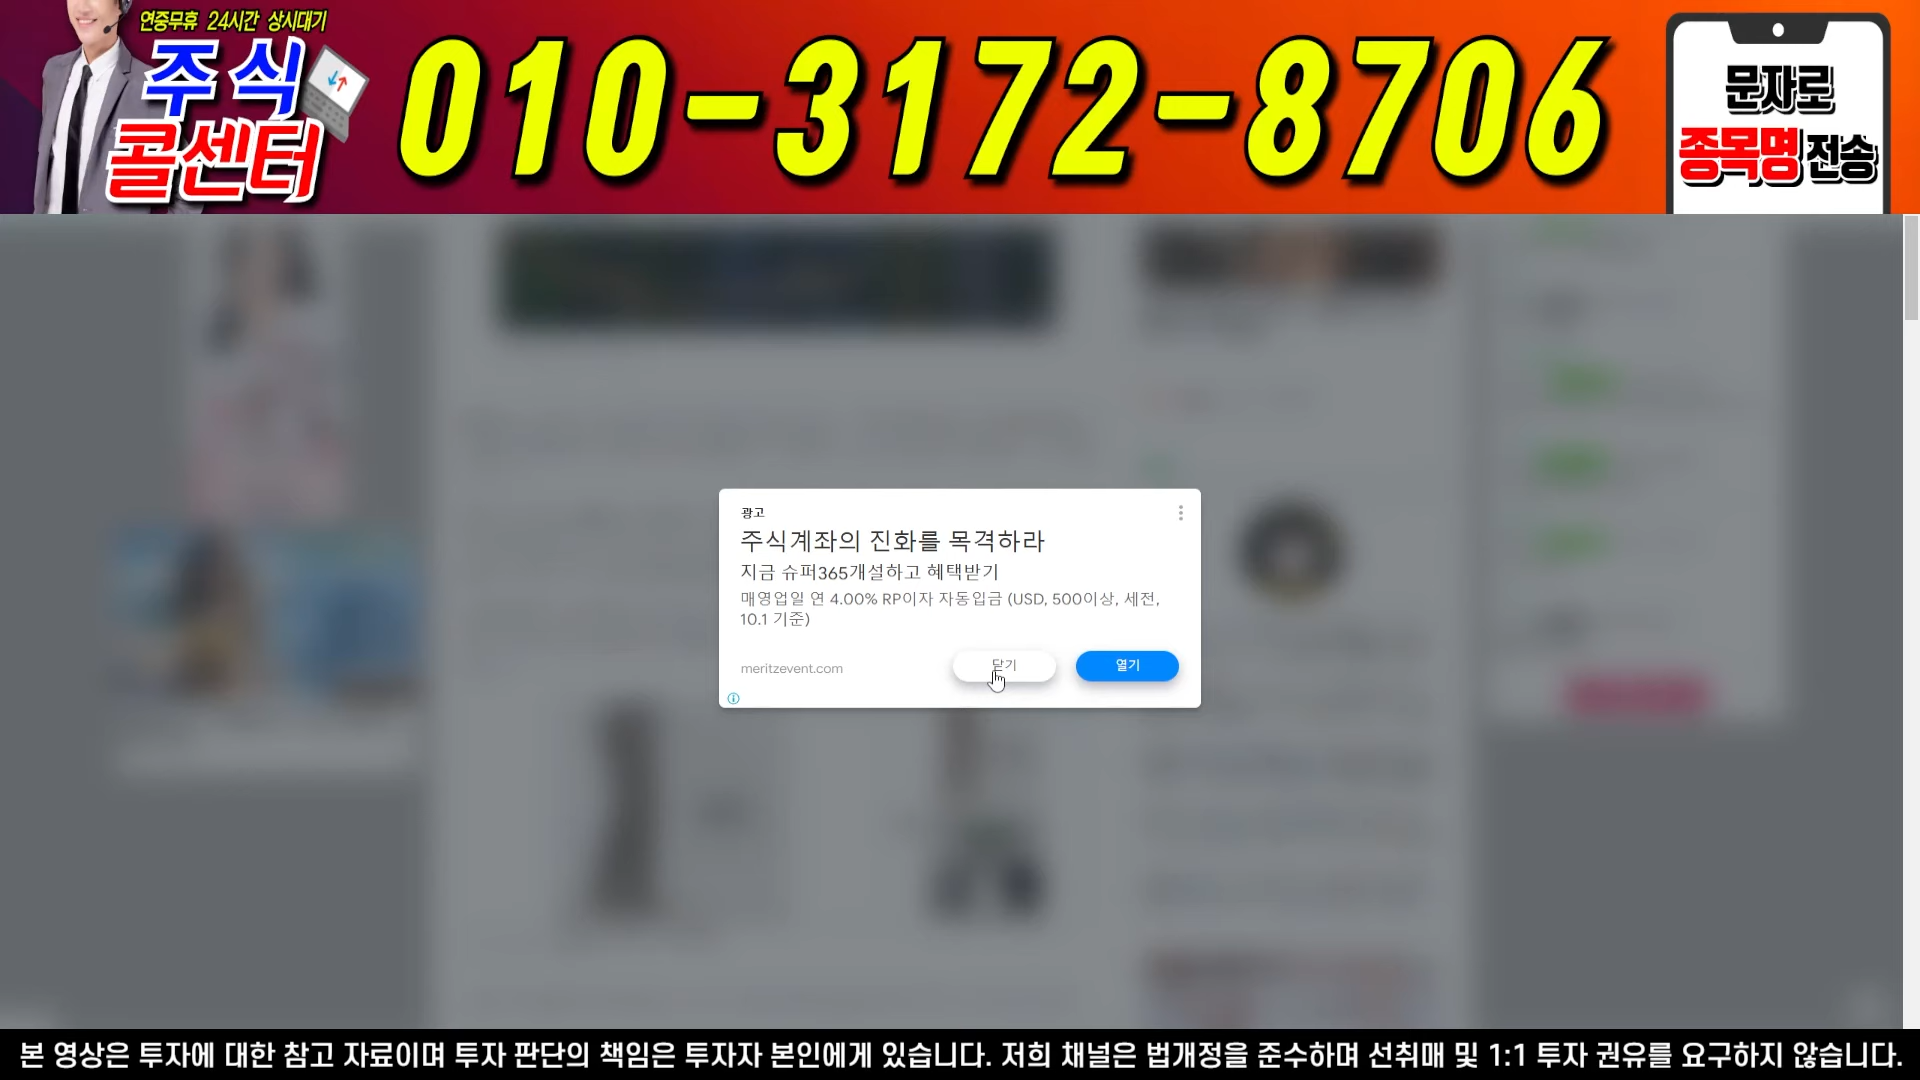 연중무휴 24시간 상시대기
주식
콜센터
010-3172-8706
문자로
종목명 전송
광고
주식계좌의 진화를 목격하라
지금 슈퍼365개설하고 혜택받기
매영업일 연 4.00% RP이자 자동입금 (USD, 500이상, 세전,
10.1 기준)
meritzevent.com
닫기
열기
본 영상은 투자에 대한 참고 자료이며 투자 판단의 책임은 투자자 본인에게 있습니다. 저희 채널은 법개정을 준수하며 선취매 및 1:1 투자 권유를 요구하지 않습니다.